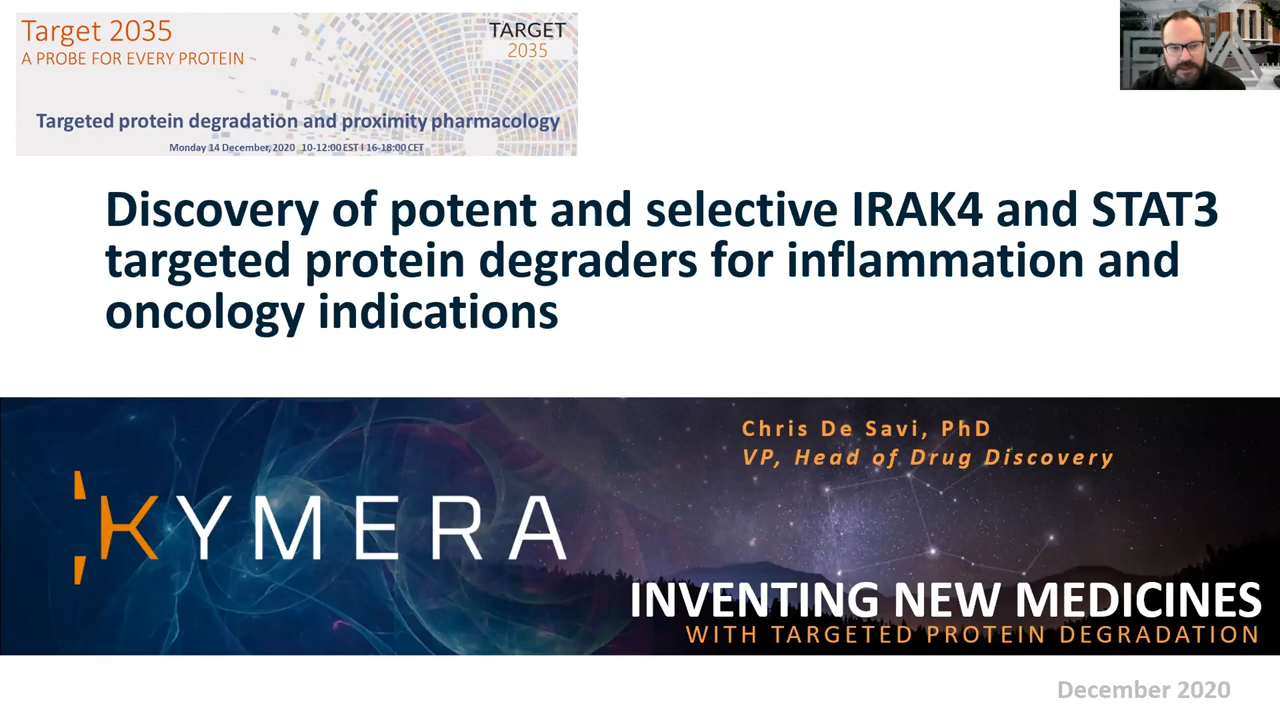 Target 2035
A PROBE FOR EVERY PROTEIN
TARGET
2035
Targeted protein degradation and proximity pharmacology
Monday 14 December, 2020 10-12:00 EST I 16-18:00 CET
Discovery of potent and selective IRAK4 and STAT3
targeted protein degraders for inflammation and
oncology indications
Chris De Savi, PhD
VP, Head of Drug Discovery
KYMERA
INVENTING NEW MEDICINES
WITH TARGETED PROTEIN DEGRADATION
December 2020